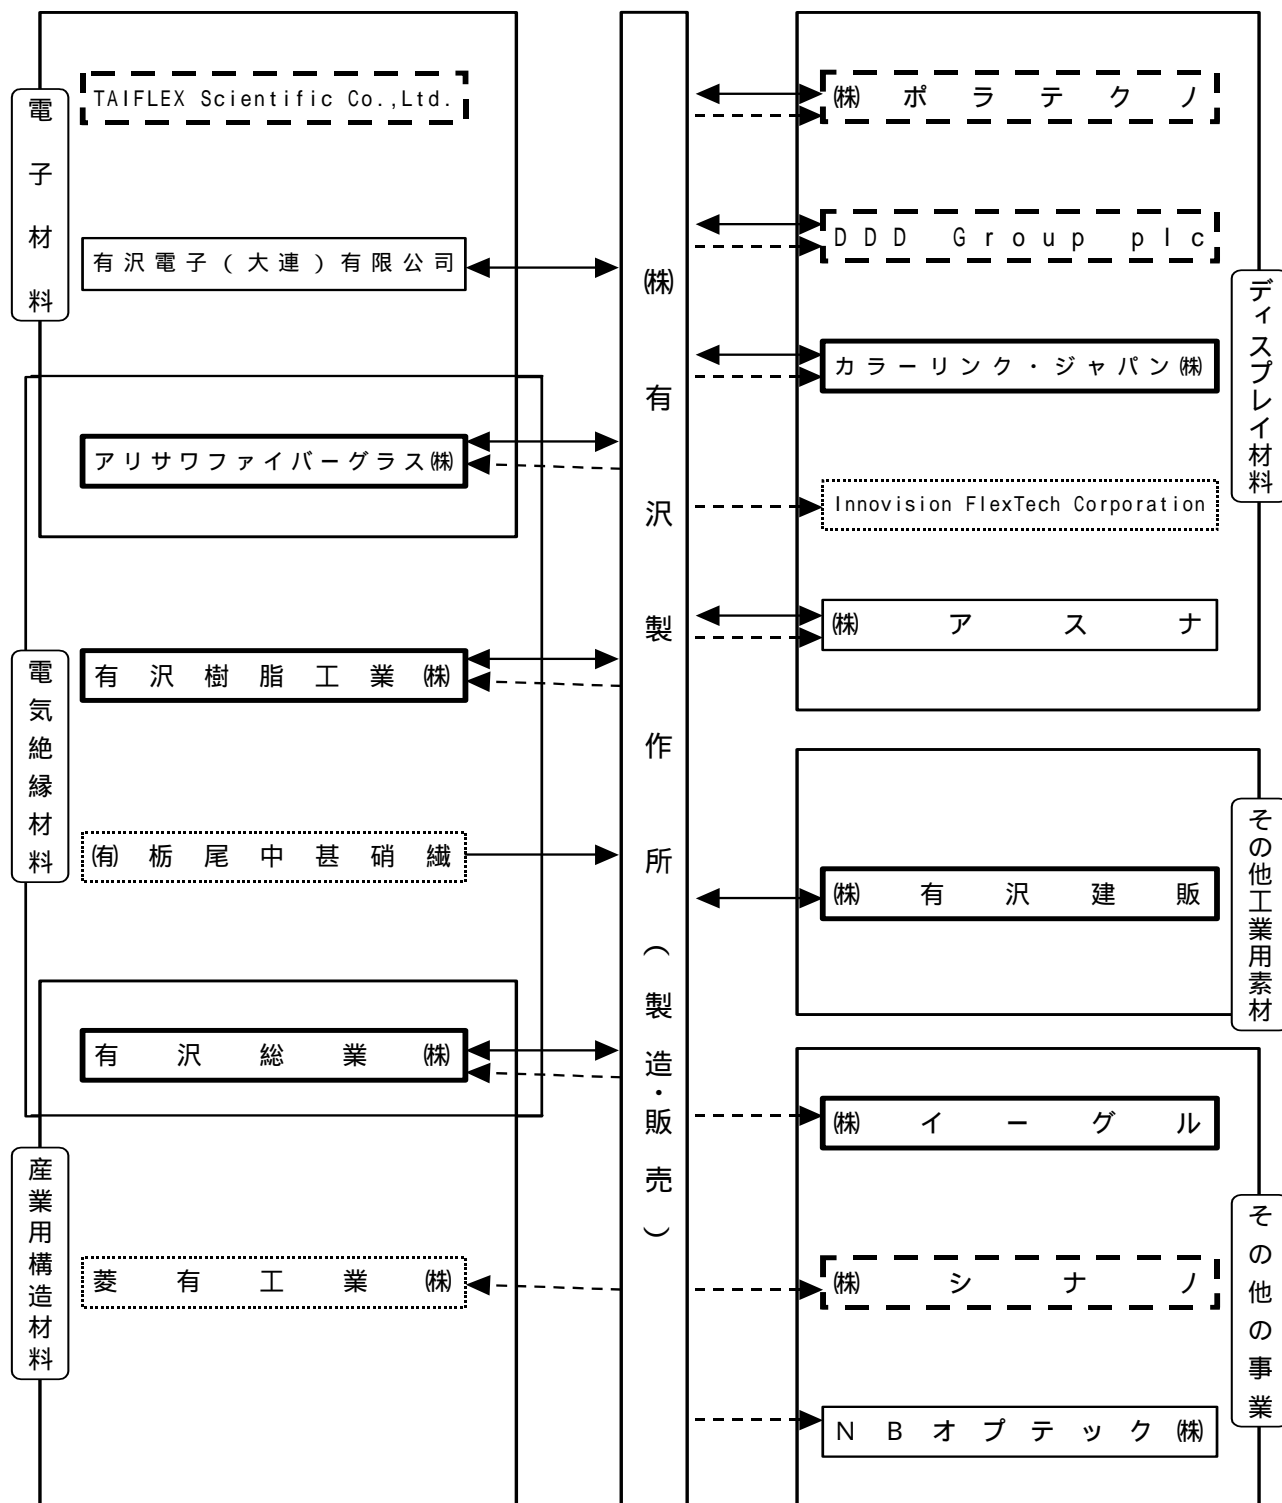 電子材料
TAIFLEX Scientific Co.,Ltd.
有沢電子(大連)有限公司
アリサワファイバーグラス㈱
電気絶縁材料
有沢樹脂工業㈱
㈲栃尾中甚硝繊
有沢総業㈱
産業用構造材料
菱有工業㈱
㈱有沢製作所(製造・販売)
㈱ポラテクノ
DDD Group plc
カラーリンク・ジャパン㈱
Innovision FlexTech Corporation
㈱アスナ
ディスプレイ材料
㈱有沢建販
その他工業用素材
㈱イーグル
㈱シナノ
NBオプテック㈱
その他の事業